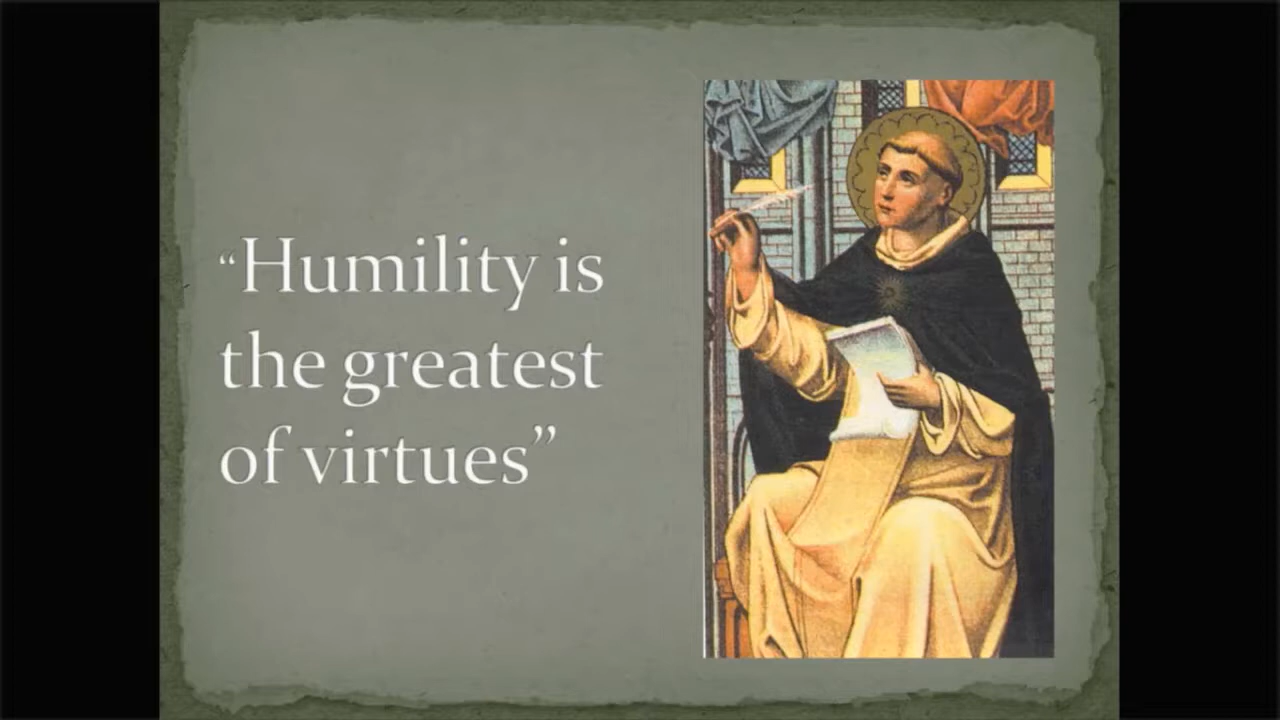 “Humility is
the greatest
of virtues”